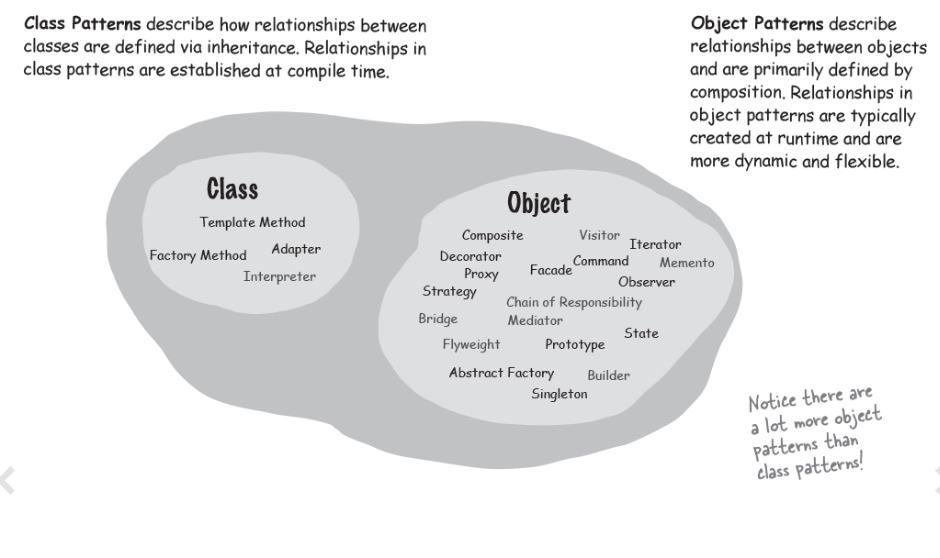 Class Patterns describe how relationships between
classes are defined via inheritance. Relationships in
class patterns are established at compile time.
Object Patterns describe
relationships between objects
and are primarily defined by
composition. Relationships in
object patterns are typically
created at runtime and are
more dynamic and flexible.
Class
Template Method
Factory Method
Adapter
Interpreter
Object
Composite
Visitor
Iterator
Decorator
Command
Memento
Proxy
Facade
Observer
Strategy
Chain of Responsibility
Bridge
Mediator
State
Flyweight
Prototype
Abstract Factory
Builder
Singleton
Notice there are
a lot more object
patterns than
class patterns!